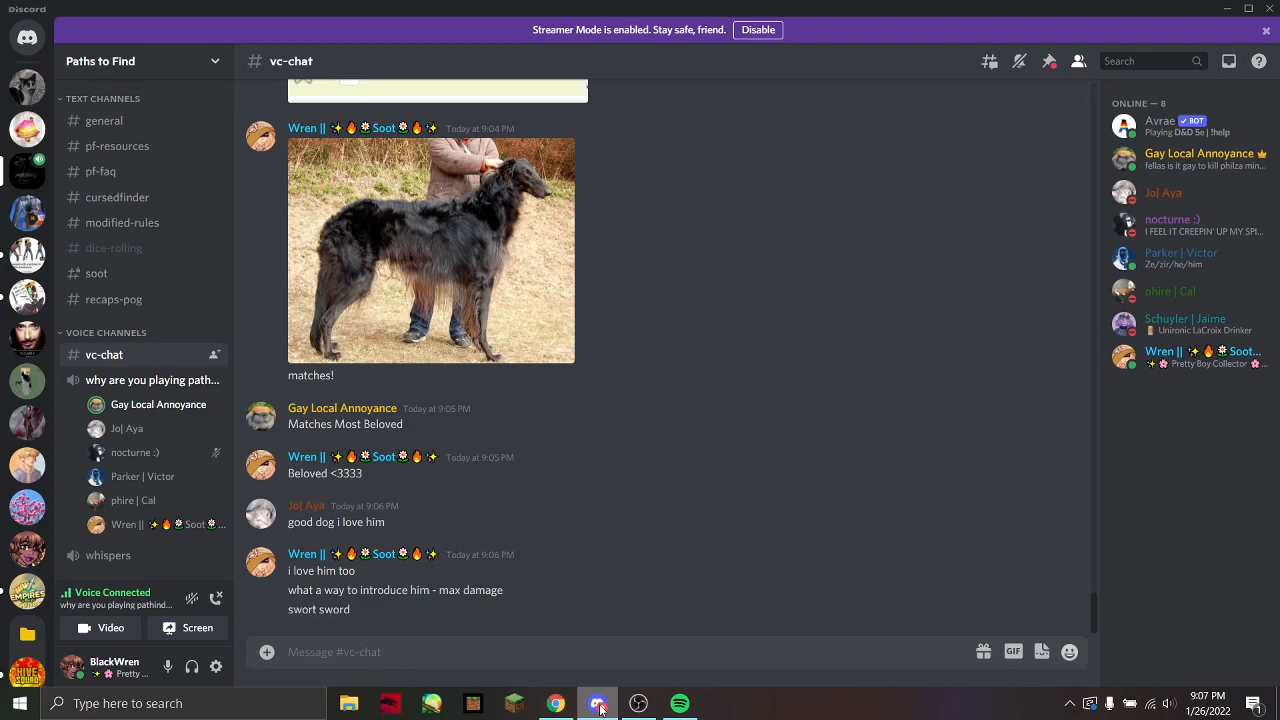 Discord
Streamer Mode is enabled. Stay safe, friend. Disable
Paths to Find
# vc-chat
Search
TEXT CHANNELS
# general
# pf-resources
# pf-faq
# cursedfinder
# modified-rules
# dice-rolling
# soot
# recaps-pog
VOICE CHANNELS
# vc-chat
why are you playing path...
Gay Local Annoyance
Jo| Aya
nocturne :)
Parker | Victor
phire | Cal
Wren || ✨🔥🌼Soot🌼...
whispers
Voice Connected
why are you playing pathind...
Video
Screen
BlackWren
✨🌸 Pretty ...
Wren || ✨🔥🌼Soot🌼🔥✨ Today at 9:04 PM
matches!
Gay Local Annoyance Today at 9:05 PM
Matches Most Beloved
Wren || ✨🔥🌼Soot🌼🔥✨ Today at 9:05 PM
Beloved <3333
Jo| Aya Today at 9:06 PM
good dog i love him
Wren || ✨🔥🌼Soot🌼🔥✨ Today at 9:06 PM
i love him too
what a way to introduce him - max damage
swort sword
Message #vc-chat
GIF
ONLINE — 8
Avrae ✓ BOT
Playing D&D 5e | !help
Gay Local Annoyance
fellas is it gay to kill philza min...
Jo| Aya
nocturne :)
I FEEL IT CREEPIN' UP MY SPI...
Parker | Victor
Ze/zir/he/him
phire | Cal
Schuyler | Jaime
Unironic LaCroix Drinker
Wren || ✨🔥🌼Soot...
✨🌸 Pretty Boy Collector 🌸 ...
Type here to search
9:07 PM
1/26/2022